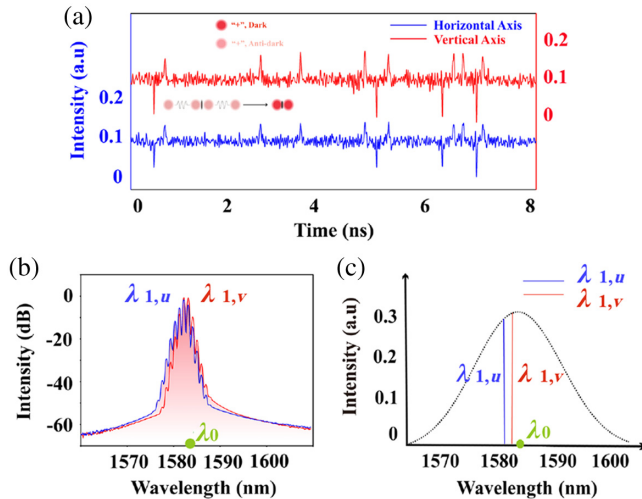 (a)
"+", Dark
"+", Anti-dark
Horizontal Axis
Vertical Axis
Intensity (a.u)
0.2
0.1
0
0.2
0.1
0
0 2 4 6 8
Time (ns)
(b)
λ 1,u λ 1,v
0
-20
-40
-60
Intensity (dB)
λ0
1570 1580 1590 1600
Wavelength (nm)
(c)
λ 1,u
λ 1,v
0.3
0.2
0.1
0
Intensity (a.u)
λ 1,u λ 1,v
λ0
1570 1580 1590 1600
Wavelength (nm)